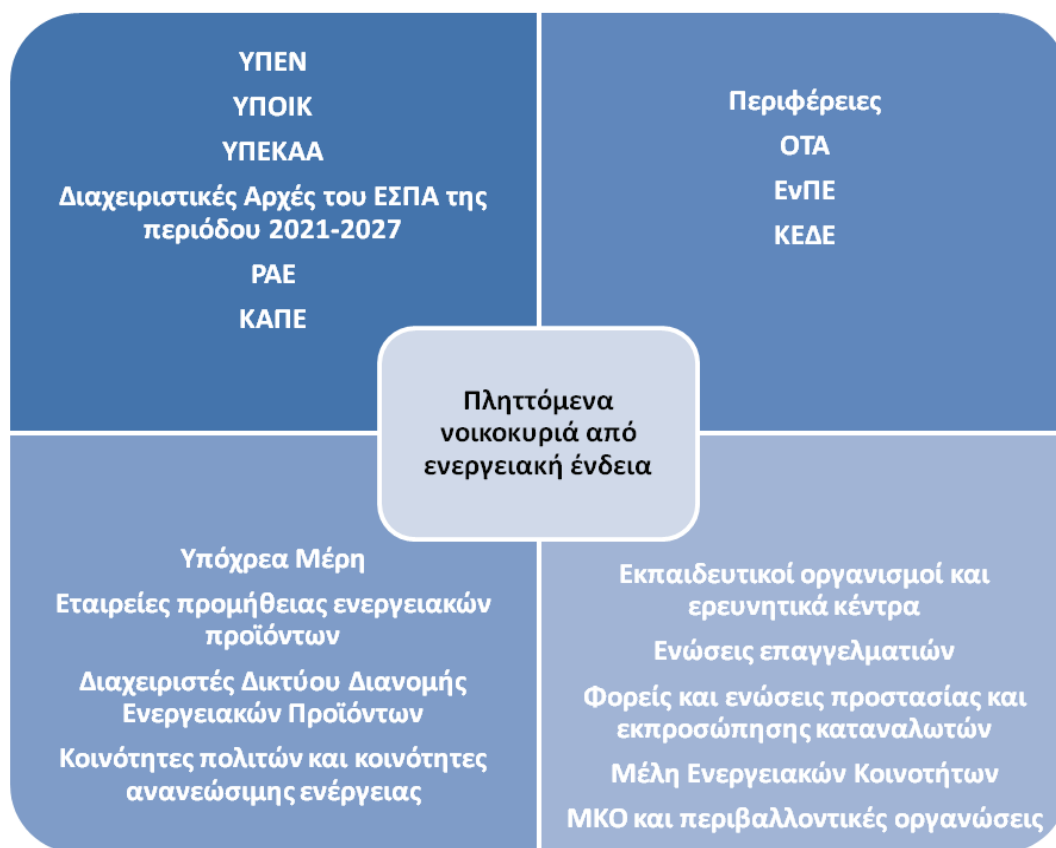 ΥΠΕΝ
ΥΠΟΙΚ
ΥΠΕΚΑΑ
Διαχειριστικές Αρχές του ΕΣΠΑ της
περιόδου 2021-2027
ΡΑΕ
ΚΑΠΕ
Περιφέρειες
ΟΤΑ
ΕνΠΕ
ΚΕΔΕ
Πληττόμενα
νοικοκυριά από
ενεργειακή ένδεια
Υπόχρεα Μέρη
Εταιρείες προμήθειας ενεργειακών
προϊόντων
Διαχειριστές Δικτύου Διανομής
Ενεργειακών Προϊόντων
Κοινότητες πολιτών και κοινότητες
ανανεώσιμης ενέργειας
Εκπαιδευτικοί οργανισμοί και
ερευνητικά κέντρα
Ενώσεις επαγγελματιών
Φορείς και ενώσεις προστασίας και
εκπροσώπησης καταναλωτών
Μέλη Ενεργειακών Κοινοτήτων
ΜΚΟ και περιβαλλοντικές οργανώσεις